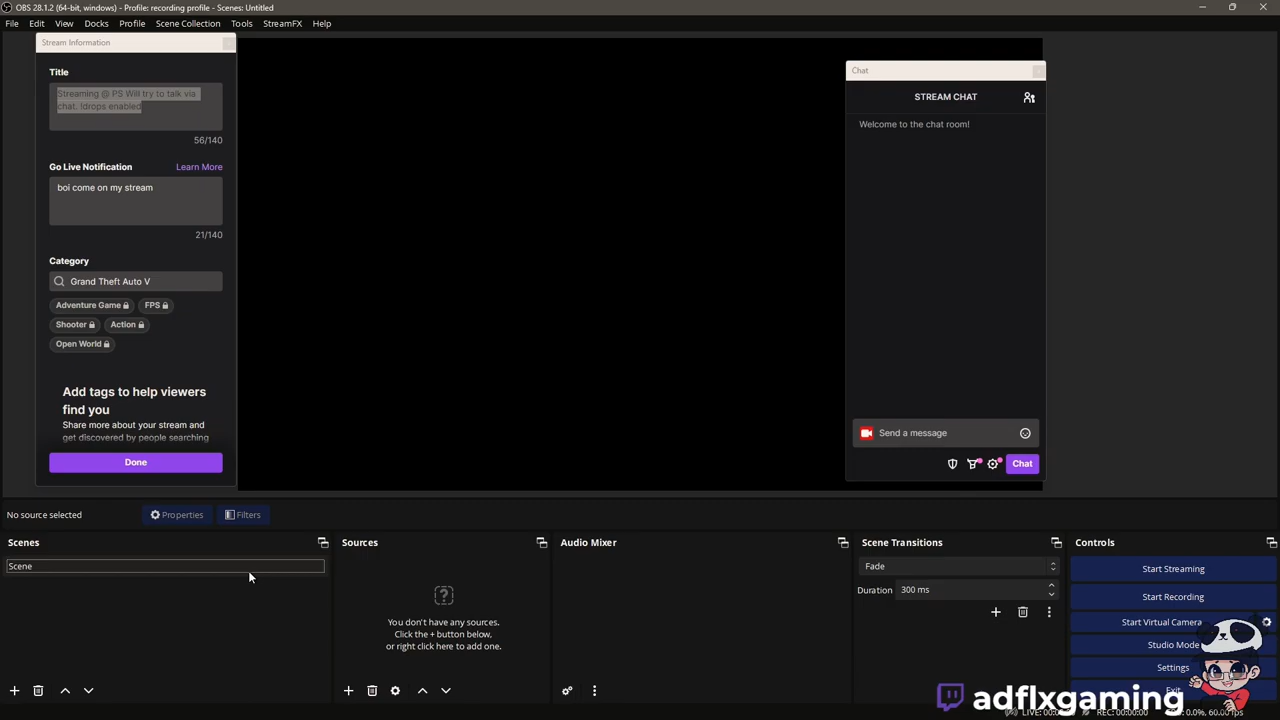 OBS 28.1.2 (64-bit, windows) - Profile: recording profile - Scenes: Untitled
File Edit View Docks Profile Scene Collection Tools StreamFX Help
Stream Information
Title
Streaming @ PS Will try to talk via
chat. !drops enabled
56/140
Go Live Notification Learn More
boi come on my stream
21/140
Category
Grand Theft Auto V
Adventure Game FPS
Shooter Action
Open World
Add tags to help viewers
find you
Share more about your stream and
get discovered by people searching
Done
Chat
STREAM CHAT
Welcome to the chat room!
Send a message
Chat
No source selected Properties Filters
Scenes
Scene
Sources
You don't have any sources.
Click the + button below,
or right click here to add one.
Audio Mixer
Scene Transitions
Fade
Duration 300 ms
Controls
Start Streaming
Start Recording
Start Virtual Camera
Studio Mode
Settings
adflxgaming